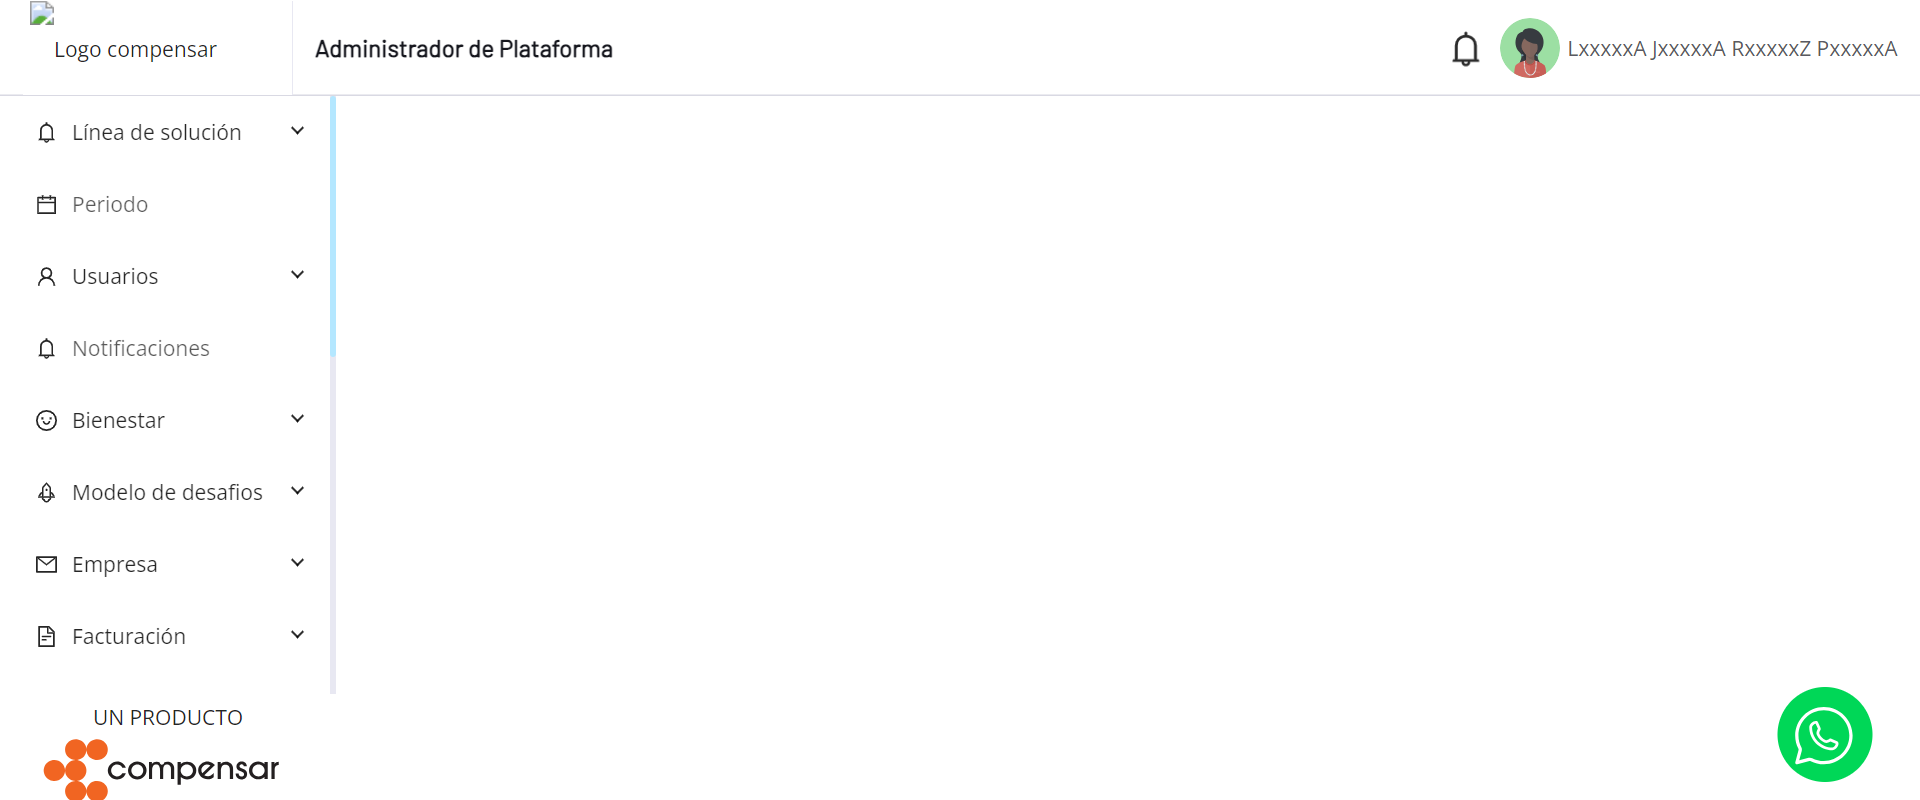 Logo compensar
Administrador de Plataforma
LxxxxxA JxxxxxA RxxxxxZ PxxxxxA
Línea de solución
Periodo
Usuarios
Notificaciones
Bienestar
Modelo de desafios
Empresa
Facturación
UN PRODUCTO
compensar